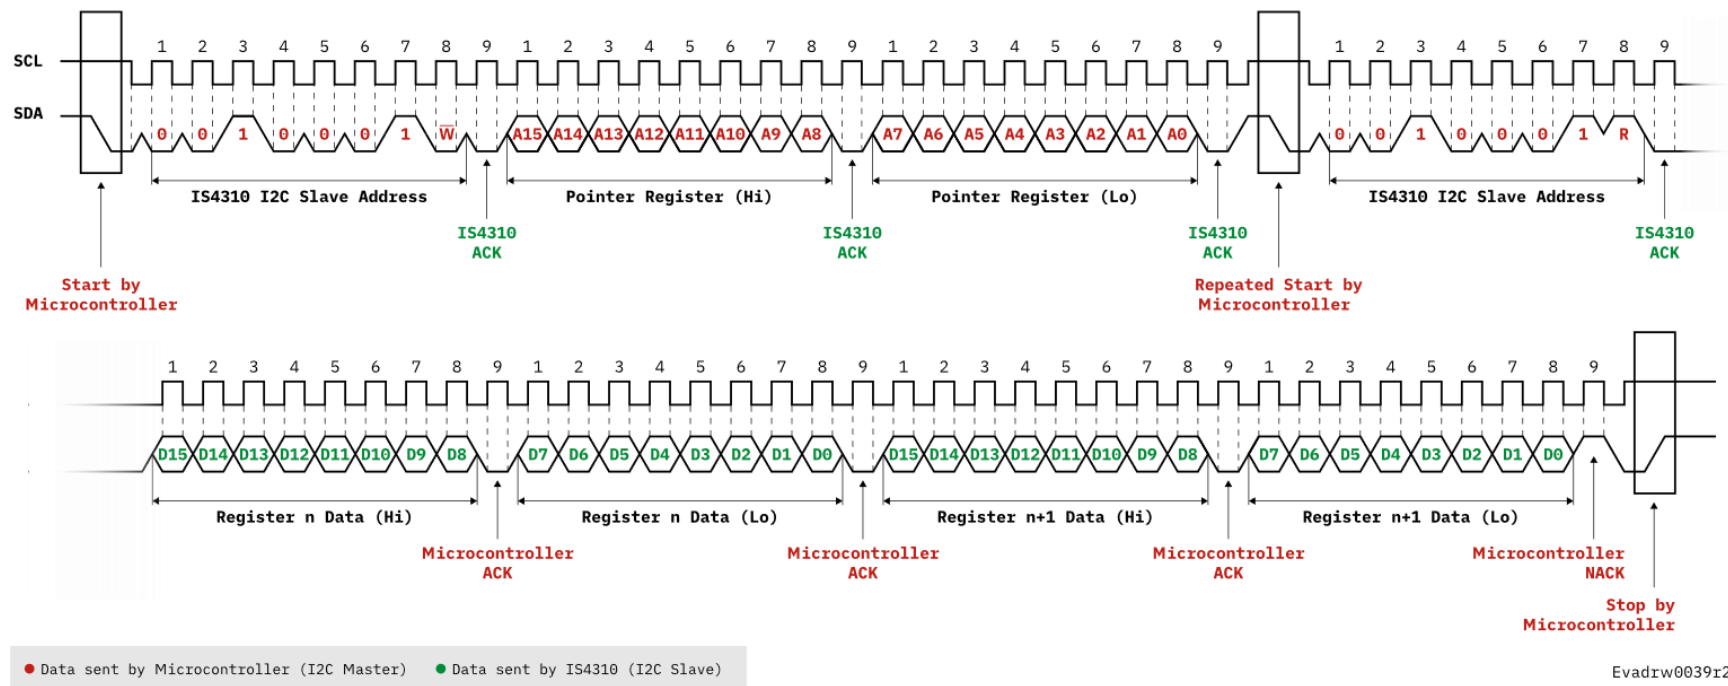 1 2 3 4 5 6 7 8 9 1 2 3 4 5 6 7 8 9 1 2 3 4 5 6 7 8 9 1 2 3 4 5 6 7 8 9
SCL
SDA
0 0 1 0 0 0 1 W̅ A15 A14 A13 A12 A11 A10 A9 A8 A7 A6 A5 A4 A3 A2 A1 A0 0 0 1 0 0 0 1 R
IS4310 I2C Slave Address Pointer Register (Hi) Pointer Register (Lo) IS4310 I2C Slave Address
IS4310 IS4310 IS4310 IS4310
ACK ACK ACK ACK
Start by Repeated Start by
Microcontroller Microcontroller
1 2 3 4 5 6 7 8 9 1 2 3 4 5 6 7 8 9 1 2 3 4 5 6 7 8 9 1 2 3 4 5 6 7 8 9
D15 D14 D13 D12 D11 D10 D9 D8 D7 D6 D5 D4 D3 D2 D1 D0 D15 D14 D13 D12 D11 D10 D9 D8 D7 D6 D5 D4 D3 D2 D1 D0
Register n Data (Hi) Register n Data (Lo) Register n+1 Data (Hi) Register n+1 Data (Lo)
Microcontroller Microcontroller Microcontroller Microcontroller
ACK ACK ACK NACK
Stop by
Microcontroller
Data sent by Microcontroller (I2C Master) Data sent by IS4310 (I2C Slave)
Evadrw0039r2